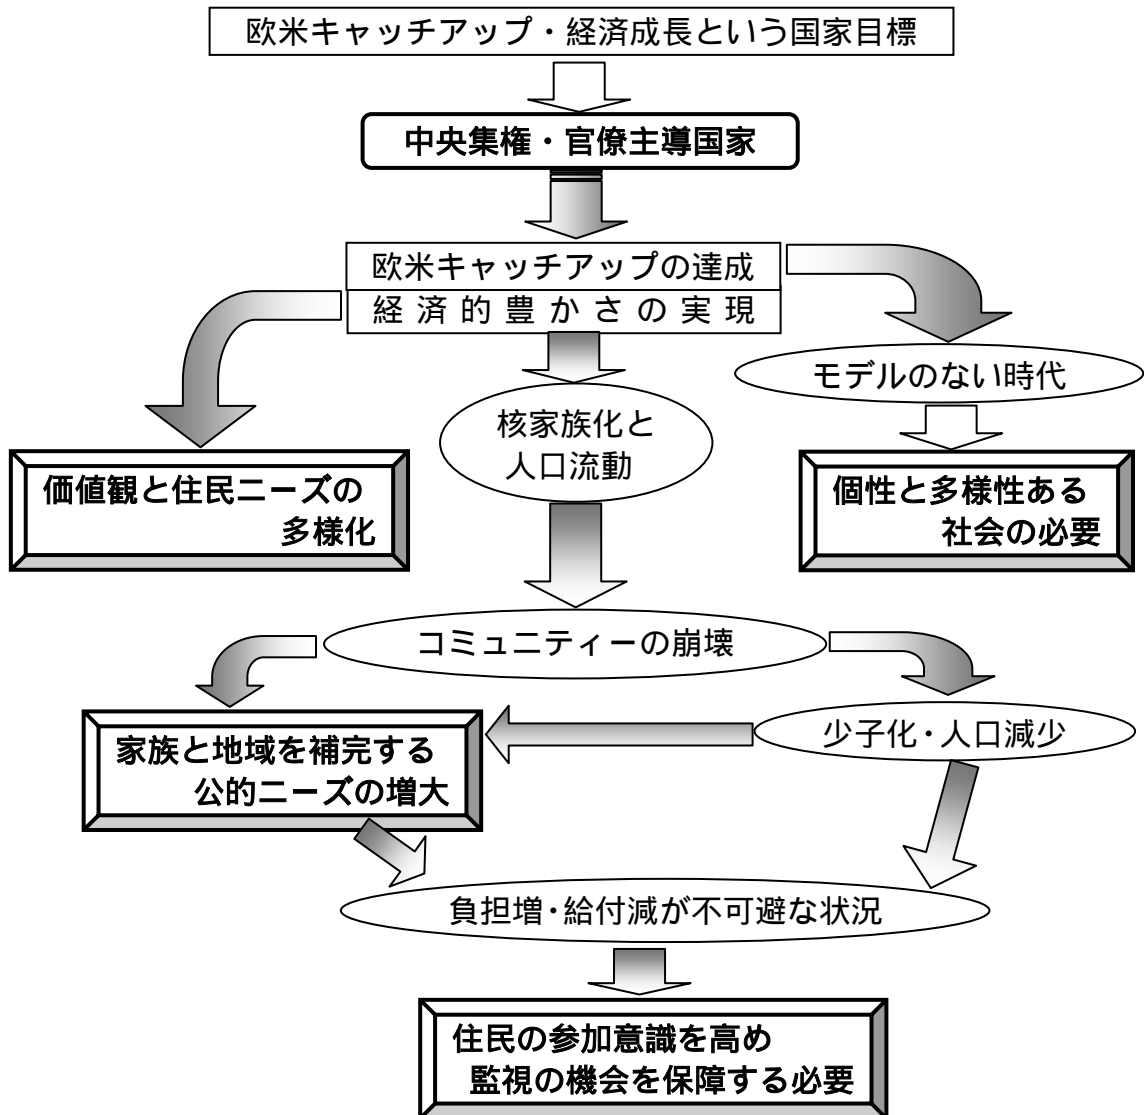 欧米キャッチアップ・経済成長という国家目標
中央集権・官僚主導国家
欧米キャッチアップの達成
経済的豊かさの実現
モデルのない時代
核家族化と
人口流動
価値観と住民ニーズの
多様化
個性と多様性ある
社会の必要
コミュニティーの崩壊
家族と地域を補完する
公的ニーズの増大
少子化・人口減少
負担増・給付減が不可避な状況
住民の参加意識を高め
監視の機会を保障する必要